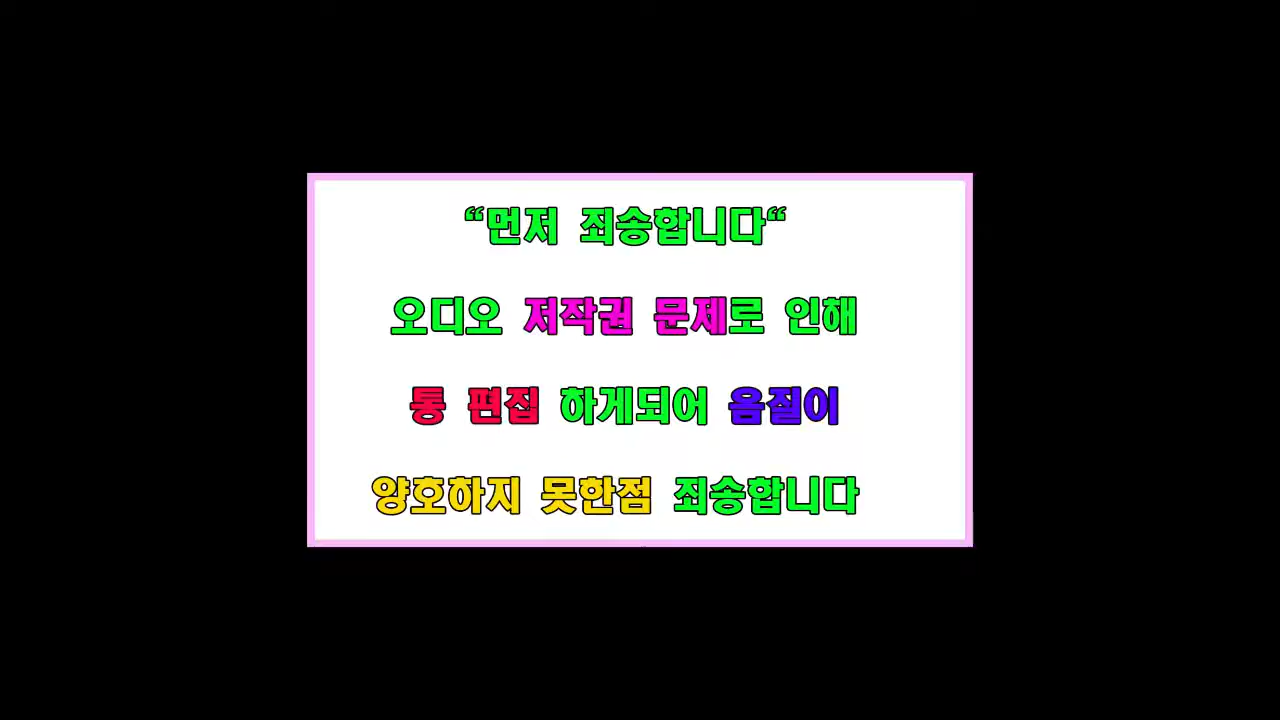 “먼저 죄송합니다“
오디오 저작권 문제로 인해
통 편집 하게되어 음질이
양호하지 못한점 죄송합니다